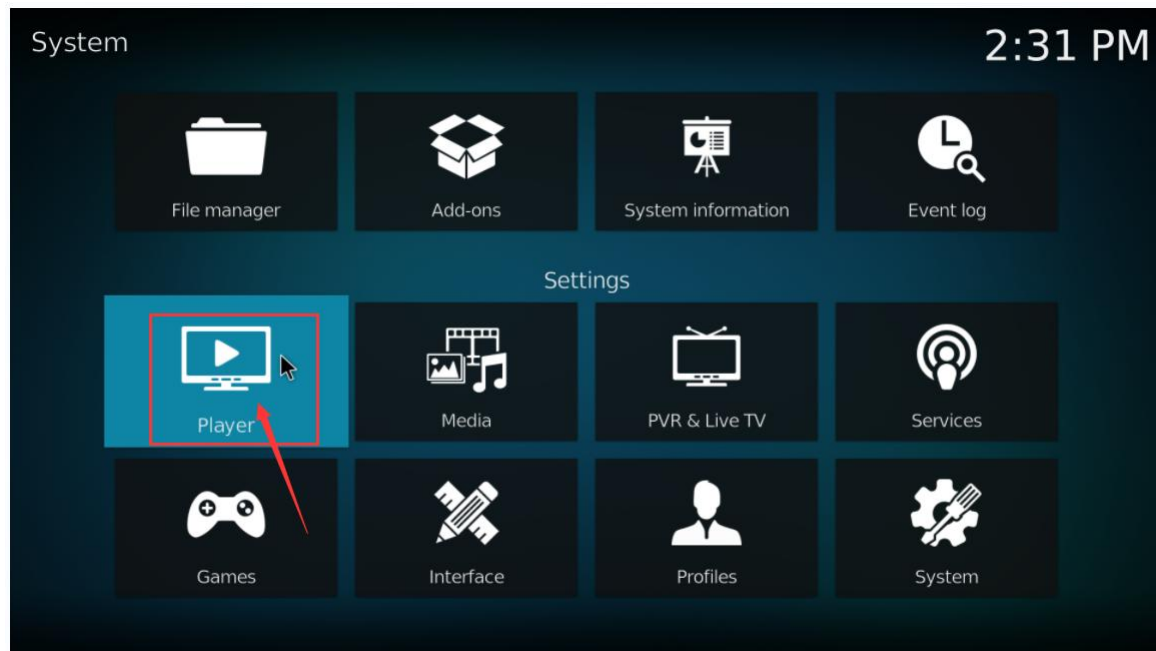 System
2:31 PM
File manager
Add-ons
System information
Event log
Settings
Player
Media
PVR & Live TV
Services
Games
Interface
Profiles
System